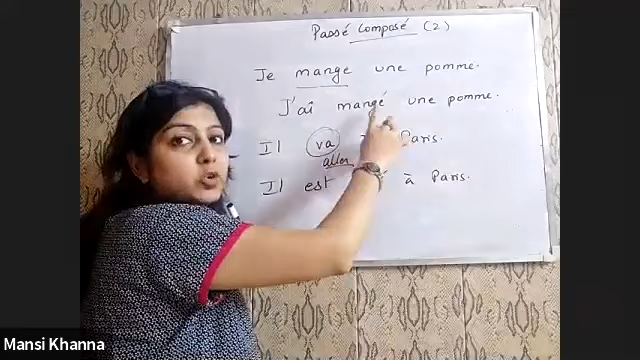 Passé Composé (2)
Je mange une pomme.
J'ai mangé une pomme.
Il va Paris.
aller
Il est à Paris.
Mansi Khanna